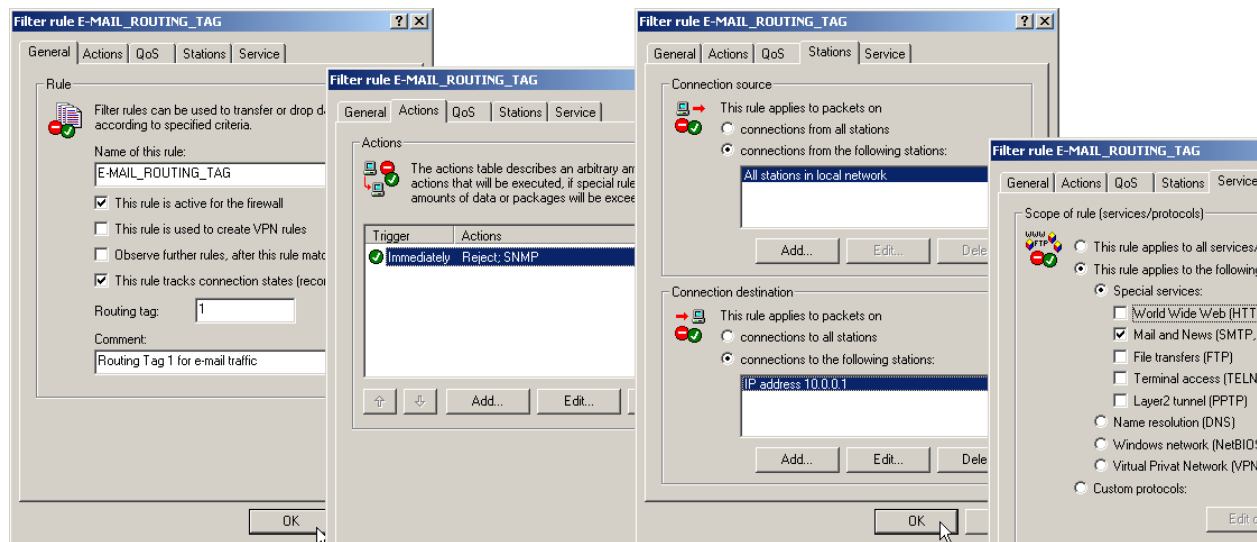 Filter rule E-MAIL_ROUTING_TAG
General Actions QoS Stations Service
Rule
Filter rules can be used to transfer or drop
according to specified criteria.
Name of this rule:
E-MAIL_ROUTING_TAG
This rule is active for the firewall
This rule is used to create VPN rules
Observe further rules, after this rule
This rule tracks connection states
Routing tag: 1
Comment:
Routing Tag 1 for e-mail traffic
OK
Filter rule E-MAIL_ROUTING_TAG
General Actions QoS Stations Service
Actions
The actions table describes an arbitrary
actions that will be executed, if special
amounts of data or packages will be
Trigger Actions
Immediately Reject; SNMP
Add... Edit...
Filter rule E-MAIL_ROUTING_TAG
General Actions QoS Stations Service
Connection source
This rule applies to packets on
connections from all stations
connections from the following stations:
All stations in local network
Add... Edit... Dele
Connection destination
This rule applies to packets on
connections to all stations
connections to the following stations:
IP address 10.0.0.1
Add... Edit... Dele
OK
Filter rule E-MAIL_ROUTING_TAG
General Actions QoS Stations Service
Scope of rule (services/protocols)
WWW
FTP
This rule applies to all services/
This rule applies to the following
Special services:
World Wide Web (HTT
Mail and News (SMTP,
File transfers (FTP)
Terminal access (TELN
Layer2 tunnel (PPTP)
Name resolution (DNS)
Windows network (NetBIOS
Virtual Privat Network (VPN
Custom protocols:
Edit